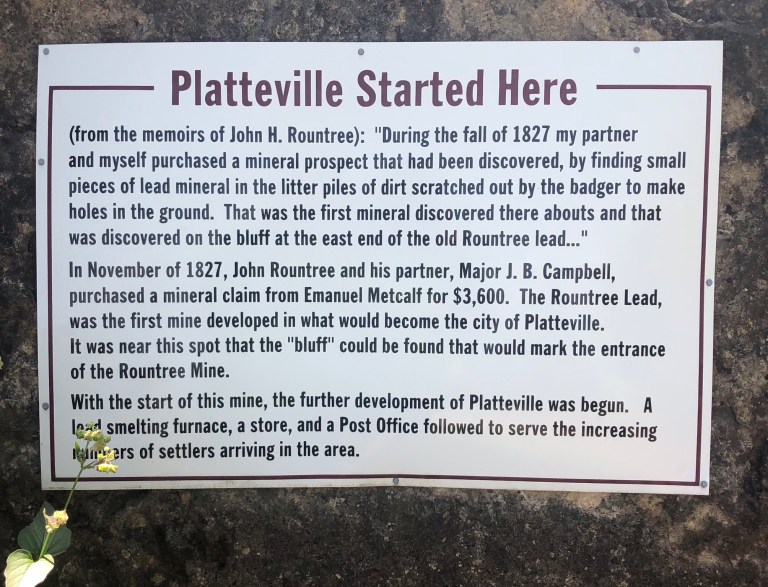 Platteville Started Here
(from the memoirs of John H. Rountree): "During the fall of 1827 my partner
and myself purchased a mineral prospect that had been discovered, by finding small
pieces of lead mineral in the litter piles of dirt scratched out by the badger to make
holes in the ground. That was the first mineral discovered there abouts and that
was discovered on the bluff at the east end of the old Rountree lead..."
In November of 1827, John Rountree and his partner, Major J. B. Campbell,
purchased a mineral claim from Emanuel Metcalf for $3,600. The Rountree Lead,
was the first mine developed in what would become the city of Platteville.
It was near this spot that the "bluff" could be found that would mark the entrance
of the Rountree Mine.
With the start of this mine, the further development of Platteville was begun. A
lead smelting furnace, a store, and a Post Office followed to serve the increasing
numbers of settlers arriving in the area.